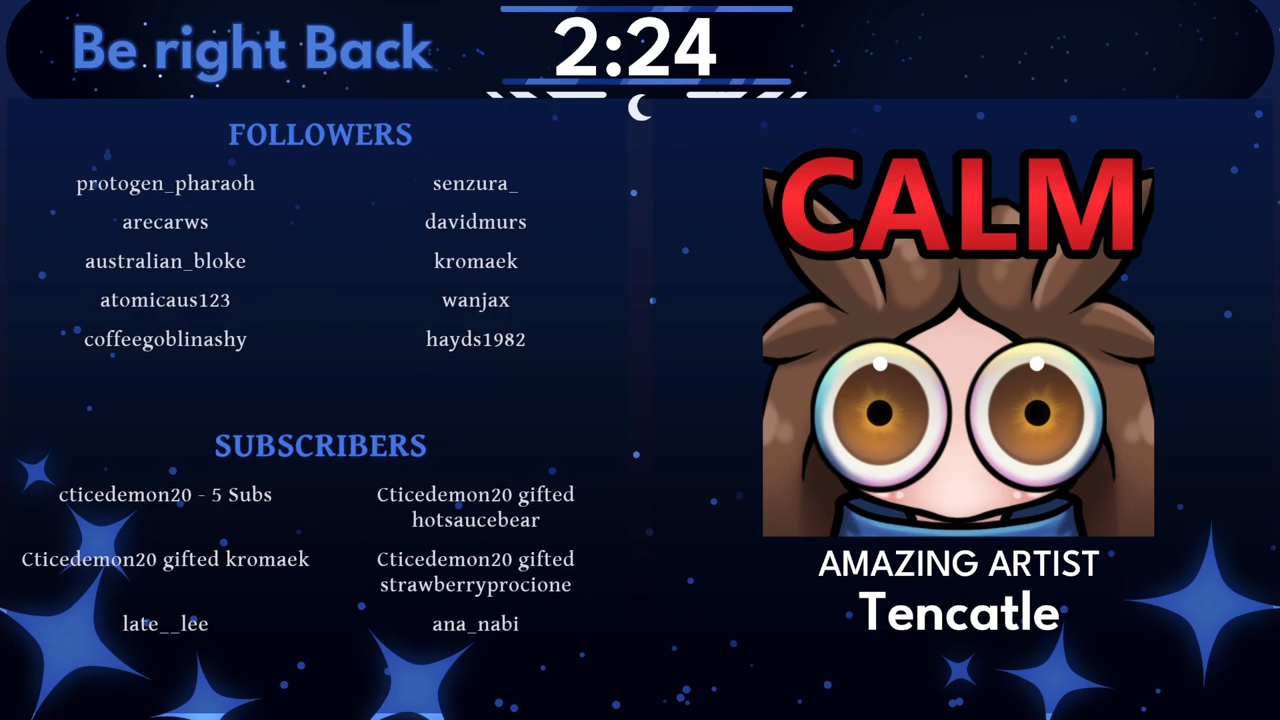 Be right Back
2:24
FOLLOWERS
protogen_pharaoh
senzura_
arecarws
davidmurs
australian_bloke
kromaek
atomicaus123
wanjax
coffeegoblinashy
hayds1982
SUBSCRIBERS
cticedemon20 - 5 Subs
Cticedemon20 gifted
hotsaucebear
Cticedemon20 gifted kromaek
Cticedemon20 gifted
strawberryprocione
late__lee
ana_nabi
CALM
AMAZING ARTIST
Tencatle